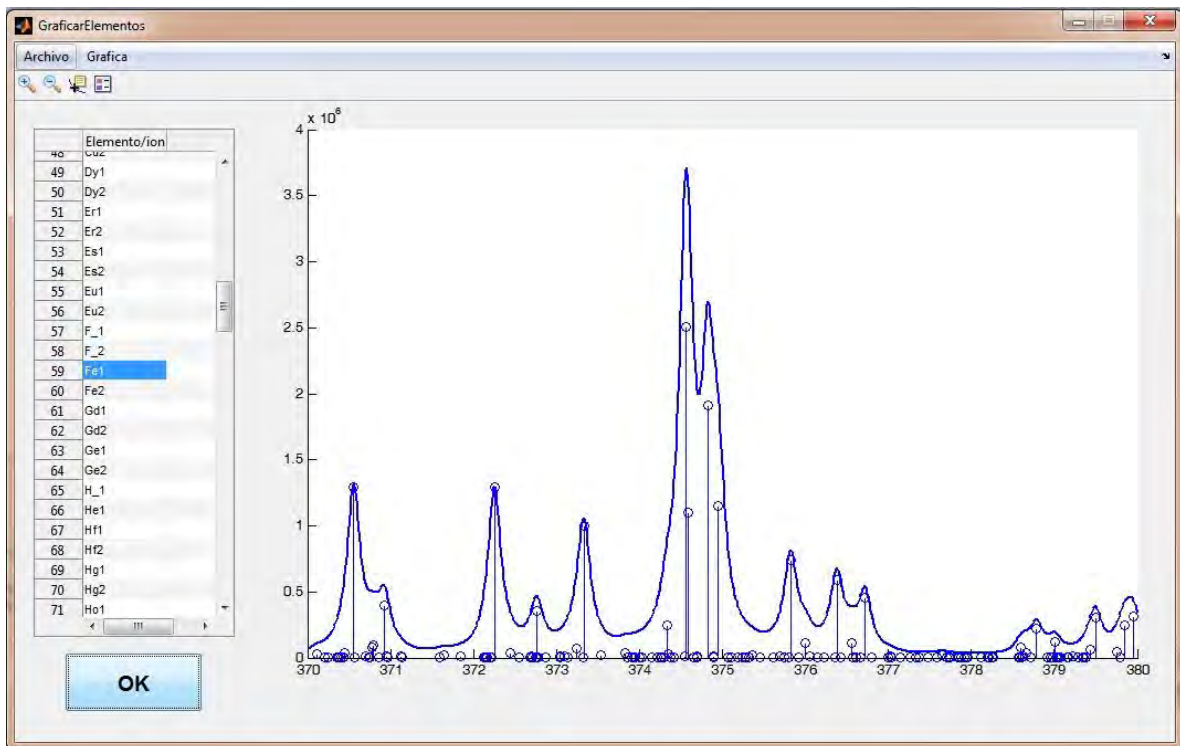 GraficarElementos
Archivo Grafica
Elemento/ion
48 Cu2
49 Dy1
50 Dy2
51 Er1
52 Er2
53 Es1
54 Es2
55 Eu1
56 Eu2
57 F_1
58 F_2
59 Fe1
60 Fe2
61 Gd1
62 Gd2
63 Ge1
64 Ge2
65 H_1
66 He1
67 Hf1
68 Hf2
69 Hg1
70 Hg2
71 Ho1
OK
x 10^6
4
3.5
3
2.5
2
1.5
1
0.5
0
370 371 372 373 374 375 376 377 378 379 380